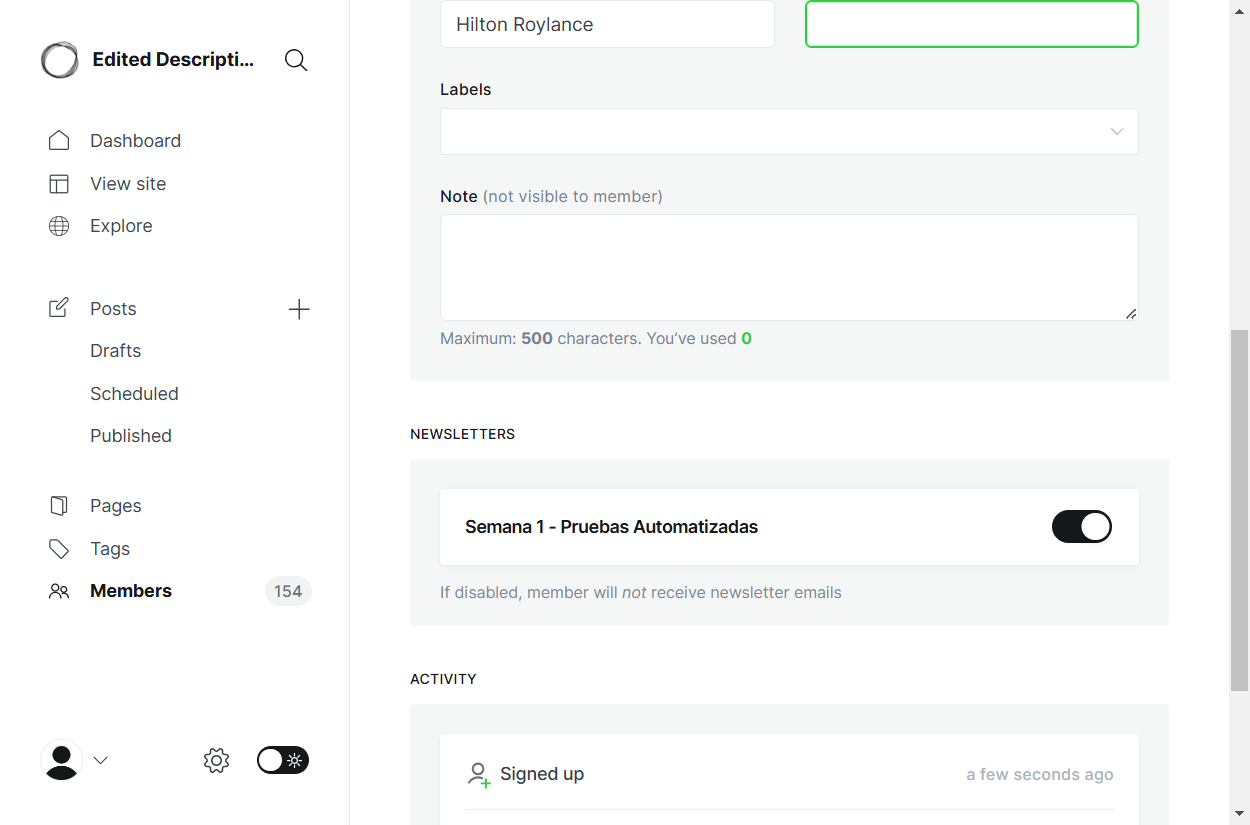 Edited Descripti...
Dashboard
View site
Explore
Posts
Drafts
Scheduled
Published
Pages
Tags
Members 154
Hilton Roylance
Labels
Note (not visible to member)
Maximum: 500 characters. You’ve used 0
NEWSLETTERS
Semana 1 - Pruebas Automatizadas
If disabled, member will not receive newsletter emails
ACTIVITY
Signed up a few seconds ago